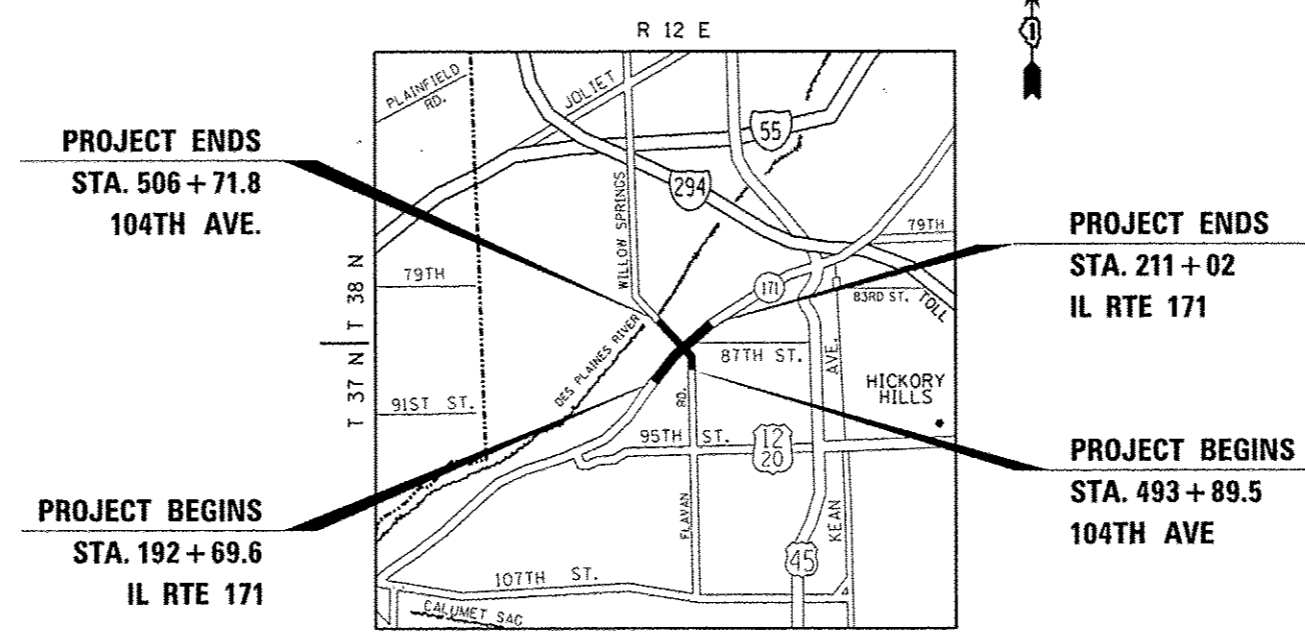 R 12 E
PLAINFIELD
RD.
JOLIET
55
294
WILLOW SPRINGS
79TH
79TH
171
83RD ST.
TOLL
DES PLAINES RIVER
87TH ST.
AVE.
HICKORY
HILLS
91ST ST.
RD.
95TH ST.
12
20
FLAVAN
KEAN
45
107TH ST.
CALUMET SAG
T 38 N
T 37 N
PROJECT ENDS
STA. 506+71.8
104TH AVE.
PROJECT BEGINS
STA. 192+69.6
IL RTE 171
PROJECT ENDS
STA. 211+02
IL RTE 171
PROJECT BEGINS
STA. 493+89.5
104TH AVE